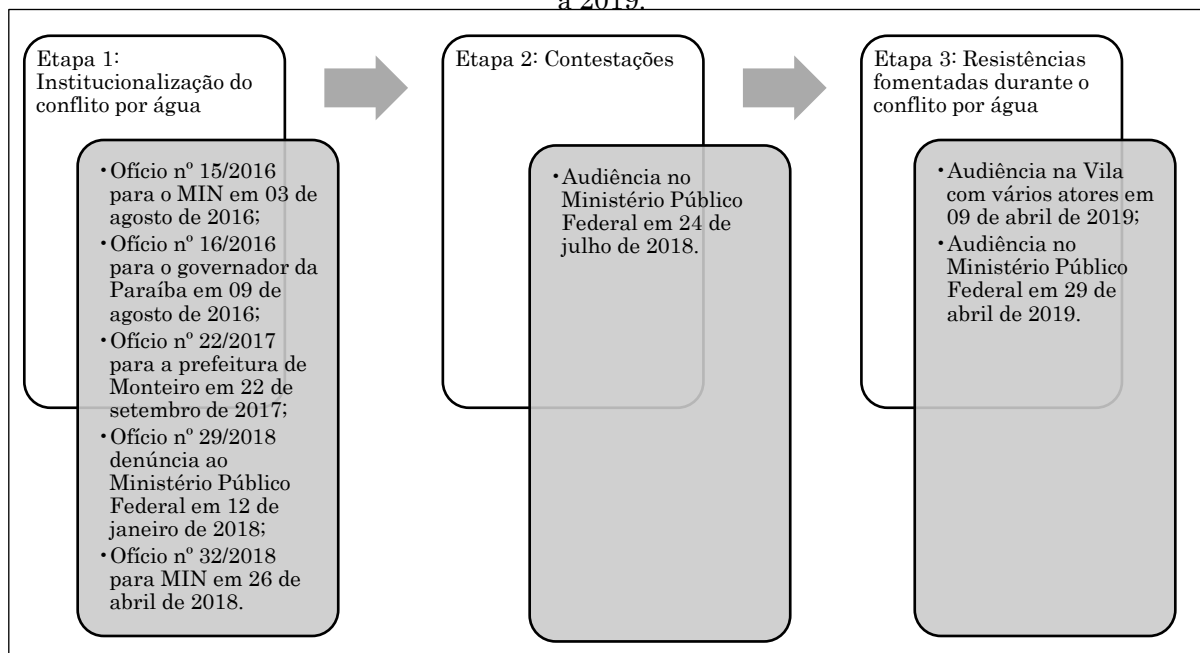 a 2019.
Etapa 1:
Institucionalização do
conflito por água
•Ofício nº 15/2016
para o MIN em 03 de
agosto de 2016;
•Ofício nº 16/2016
para o governador da
Paraíba em 09 de
agosto de 2016;
•Ofício nº 22/2017
para a prefeitura de
Monteiro em 22 de
setembro de 2017;
•Ofício nº 29/2018
denúncia ao
Ministério Público
Federal em 12 de
janeiro de 2018;
•Ofício nº 32/2018
para MIN em 26 de
abril de 2018.
Etapa 2: Contestações
•Audiência no
Ministério Público
Federal em 24 de
julho de 2018.
Etapa 3: Resistências
fomentadas durante o
conflito por água
•Audiência na Vila
com vários atores em
09 de abril de 2019;
•Audiência no
Ministério Público
Federal em 29 de
abril de 2019.